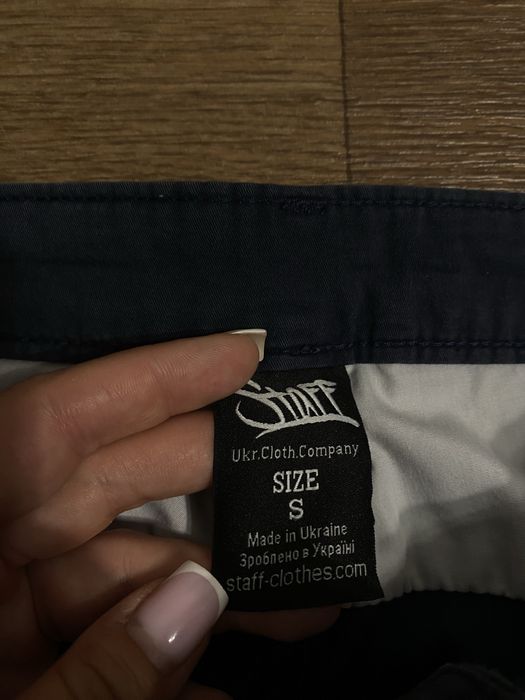 Staff
Ukr.Cloth.Company
SIZE
S
Made in Ukraine
Зроблено в Україні
staff-clothes.com